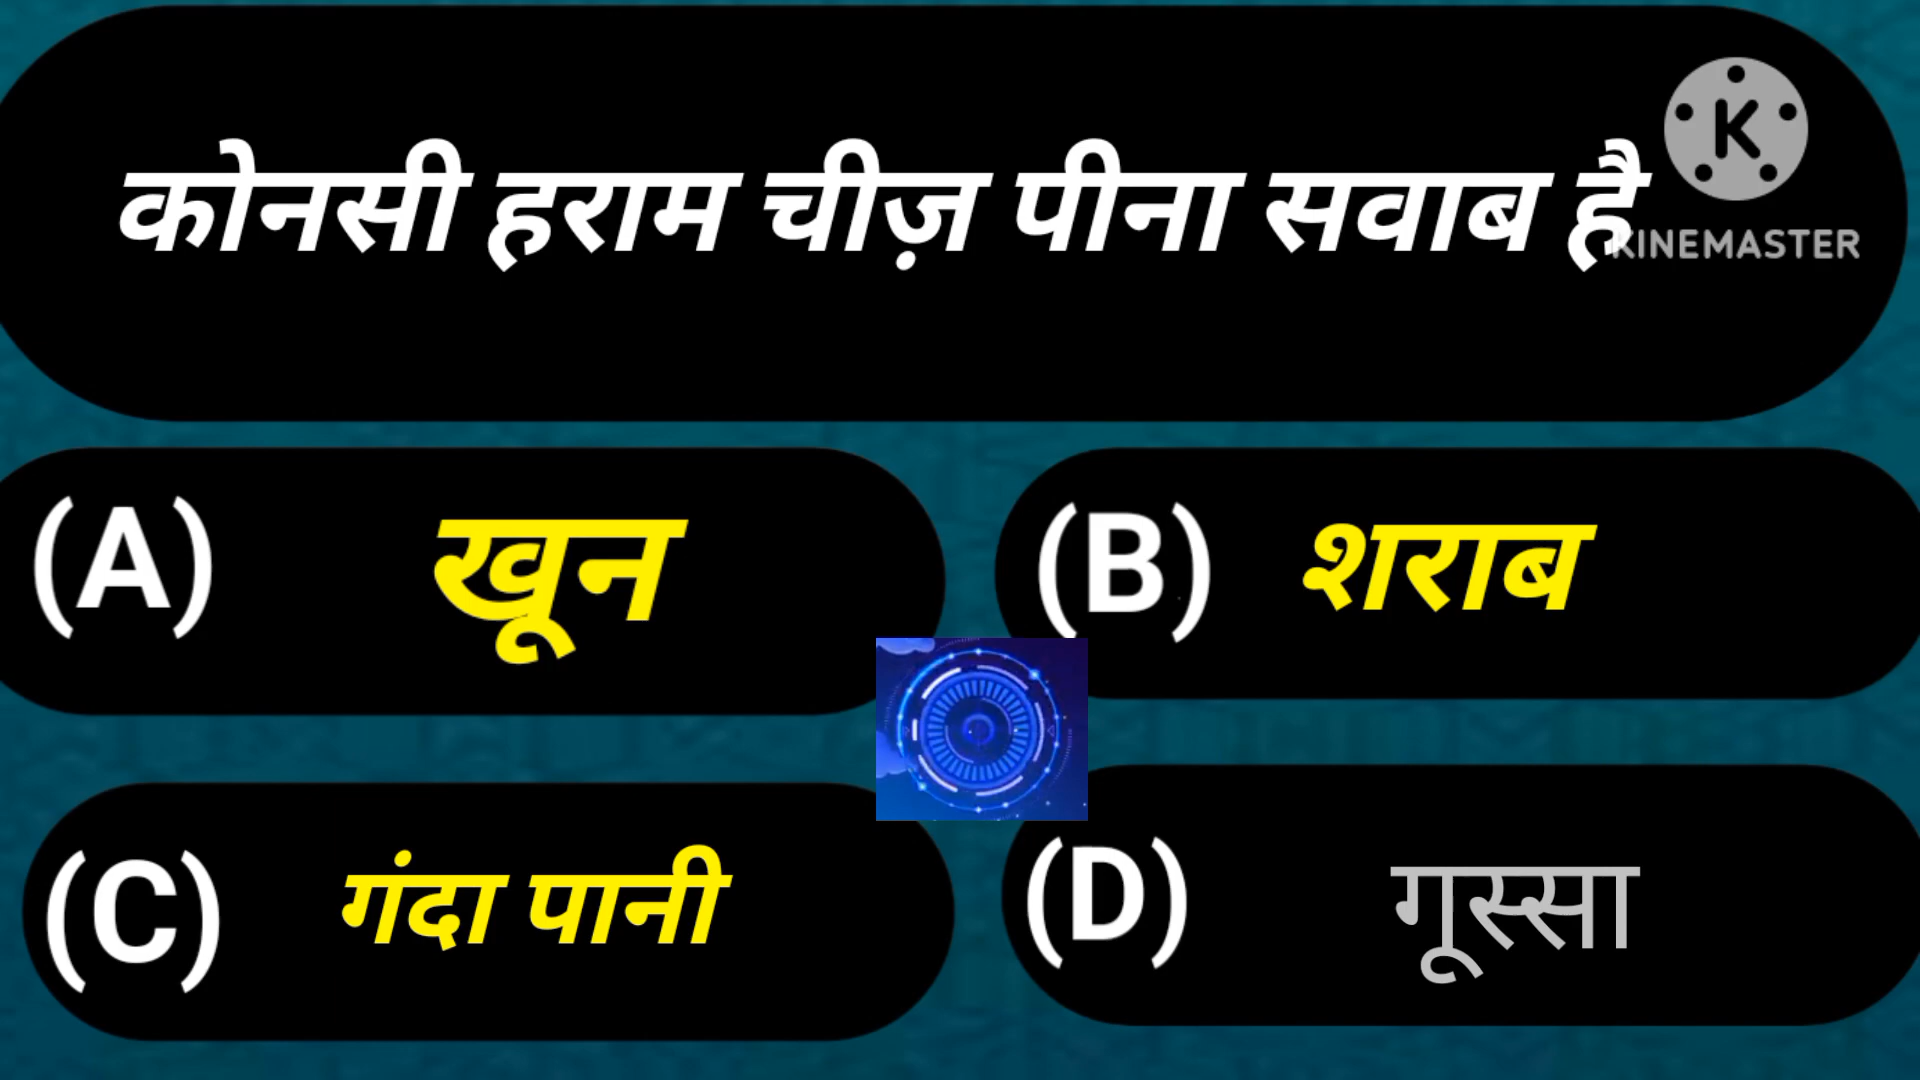 कोनसी हराम चीज़ पीना सवाब है
KINEMASTER
(A) खून
(B) शराब
(C) गंदा पानी
(D) गूस्सा